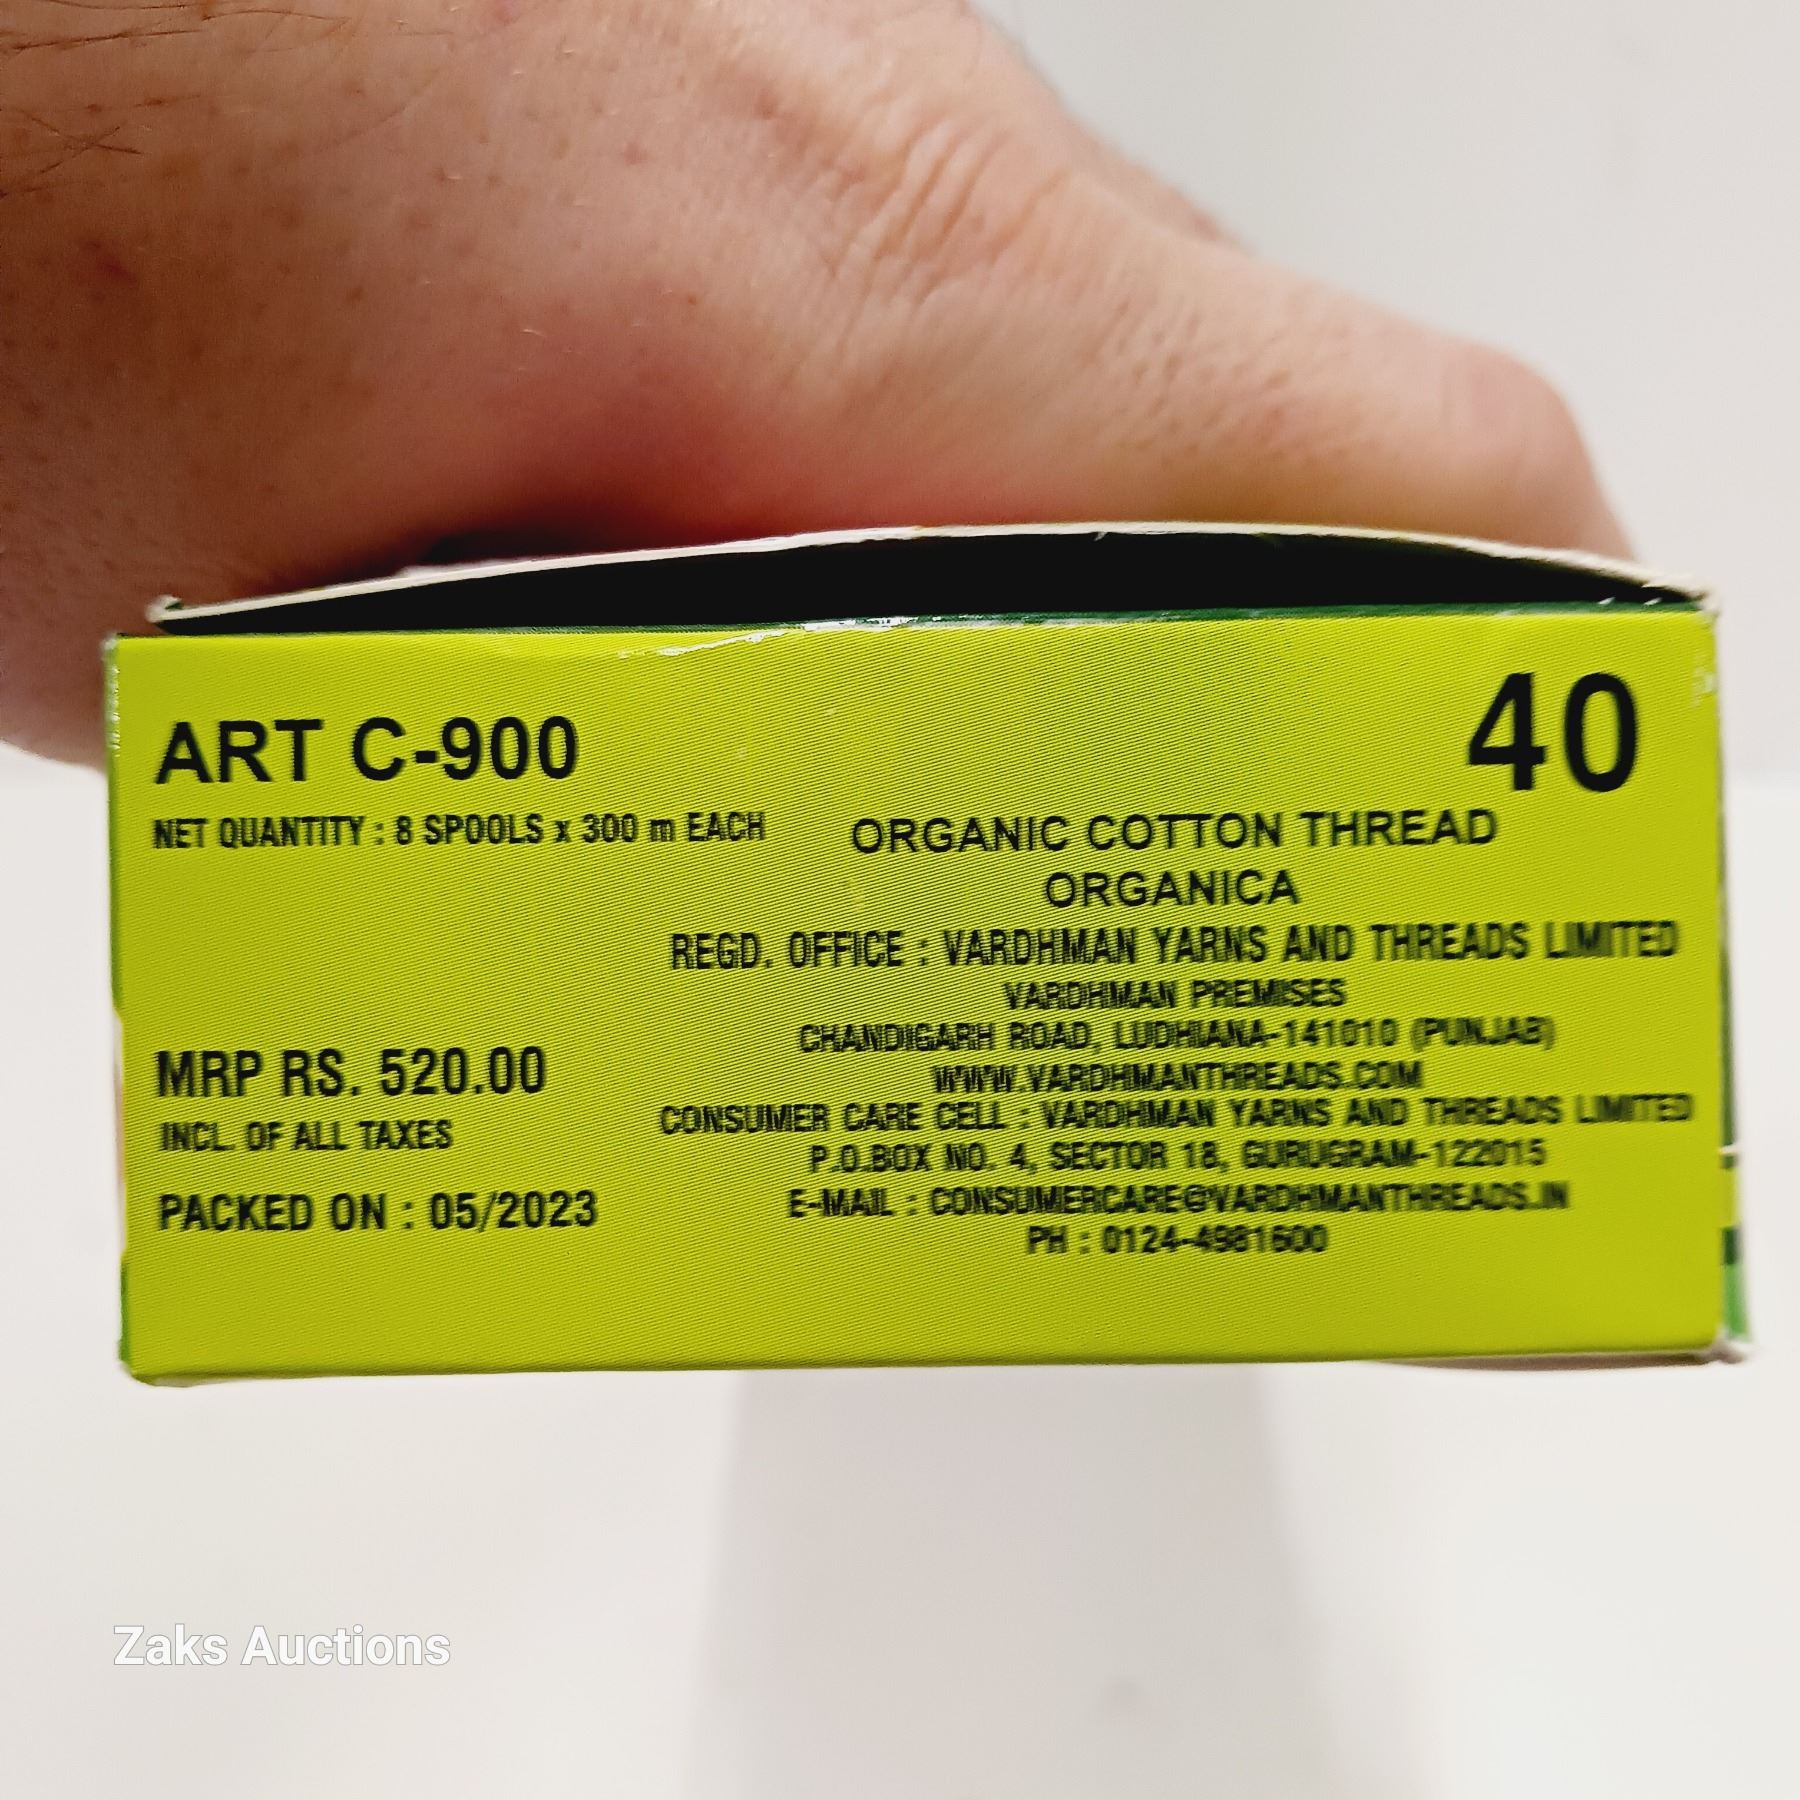 ART C-900
40
NET QUANTITY : 8 SPOOLS x 300 m EACH
ORGANIC COTTON THREAD
ORGANICA
REGD. OFFICE : VARDHMAN YARNS AND THREADS LIMITED
VARDHMAN PREMISES
CHANDIGARH ROAD, LUDHIANA-141010 (PUNJAB)
WWW.VARDHMANTHREADS.COM
CONSUMER CARE CELL : VARDHMAN YARNS AND THREADS LIMITED
P.O.BOX NO. 4, SECTOR 18, GURUGRAM-122015
E-MAIL : CONSUMERCARE@VARDHMANTHREADS.IN
PH : 0124-4981600
MRP RS. 520.00
INCL. OF ALL TAXES
PACKED ON : 05/2023
Zaks Auctions